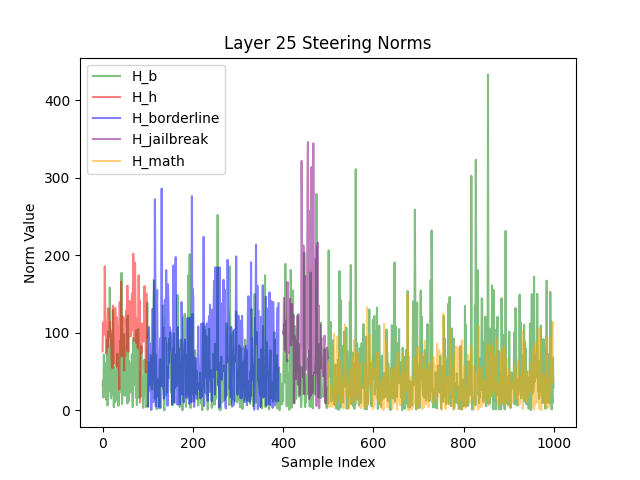 Layer 25 Steering Norms
H_b
H_h
H_borderline
H_jailbreak
H_math
Norm Value
400
300
200
100
0
0 200 400 600 800 1000
Sample Index